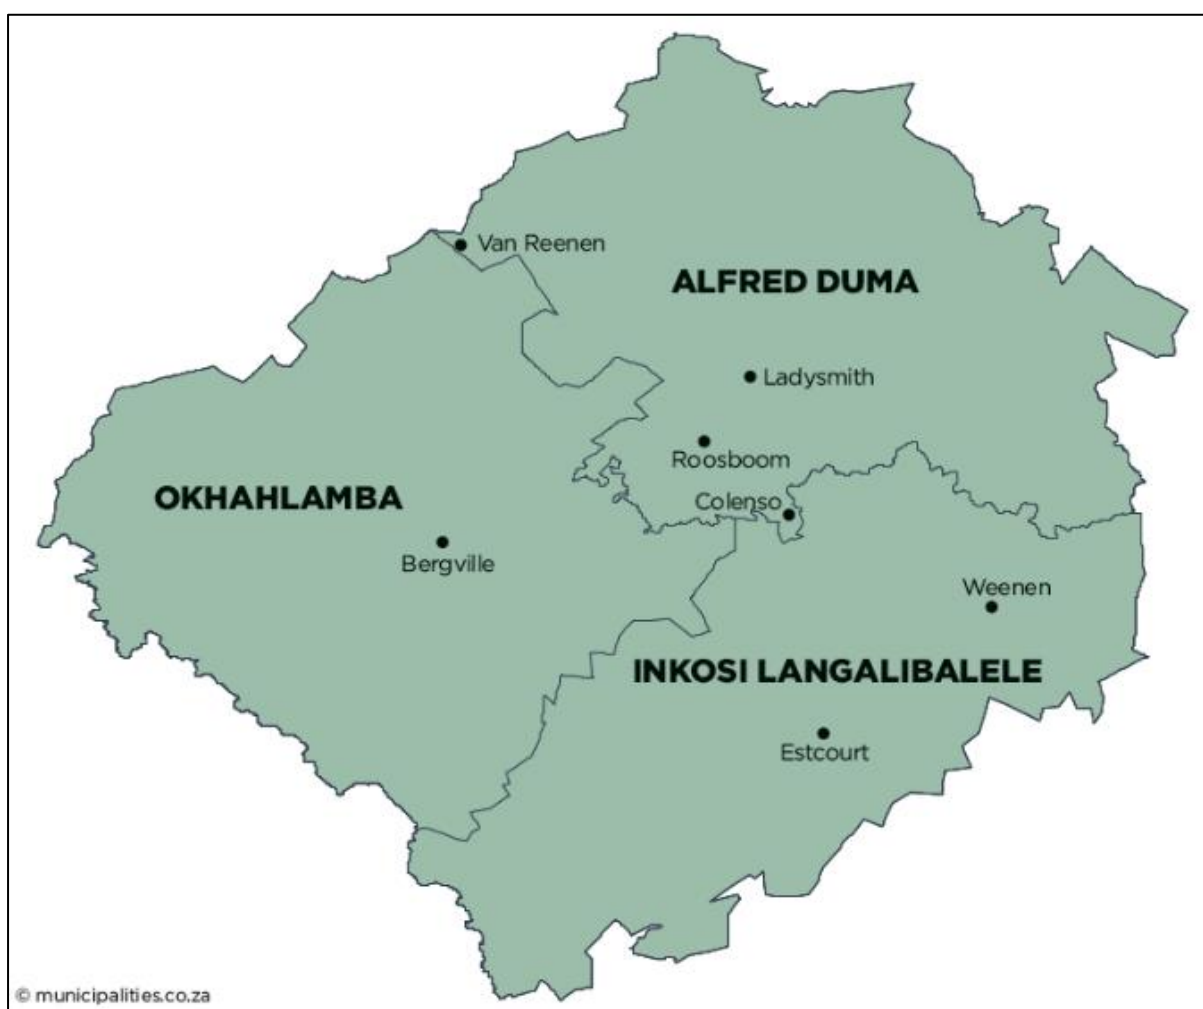 Van Reenen
ALFRED DUMA
Ladysmith
Roosboom
OKHAHLAMBA
Colenso
Bergville
Weenen
INKOSI LANGALIBALELE
Estcourt
© municipalities.co.za